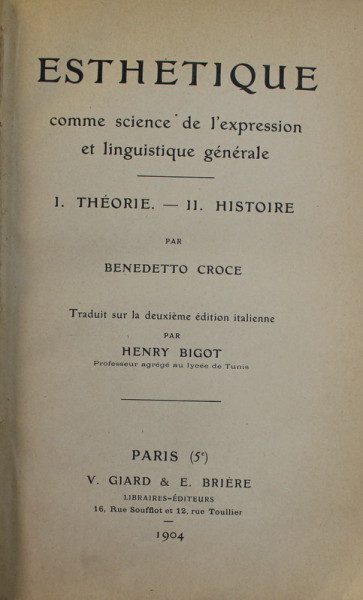 ESTHETIQUE
comme science de l'expression
et linguistique générale
I. THÉORIE. — II. HISTOIRE
PAR
BENEDETTO CROCE
Traduit sur la deuxième édition italienne
PAR
HENRY BIGOT
Professeur agrégé au lycée de Tunis
PARIS (5e)
V. GIARD & E. BRIÈRE
LIBRAIRES-ÉDITEURS
16, Rue Soufflot et 12, rue Toullier
1904